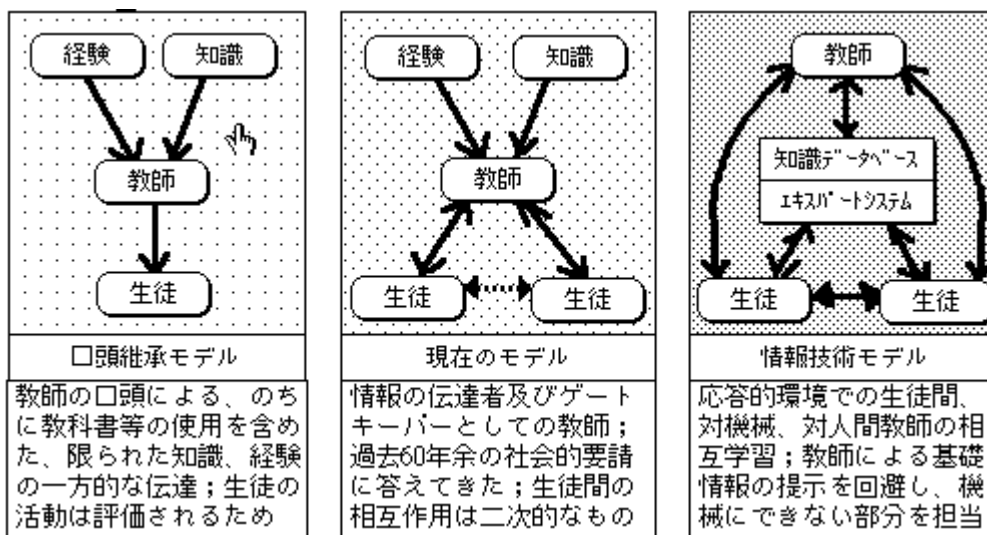 経験
知識
教師
生徒
口頭継承モデル
教師の口頭による、のち
に教科書等の使用を含め
た、限られた知識、経験
の一方的な伝達；生徒の
活動は評価されるため
経験
知識
教師
生徒
生徒
現在のモデル
情報の伝達者及びゲート
キーパーとしての教師；
過去60年余の社会的要請
に答えてきた；生徒間の
相互作用は二次的なもの
教師
知識ﾃﾞｰﾀﾍﾞｰｽ
ｴｷｽﾊﾟｰﾄｼｽﾃﾑ
生徒
生徒
情報技術モデル
応答的環境での生徒間、
対機械、対人間教師の相
互学習；教師による基礎
情報の提示を回避し、機
械にできない部分を担当